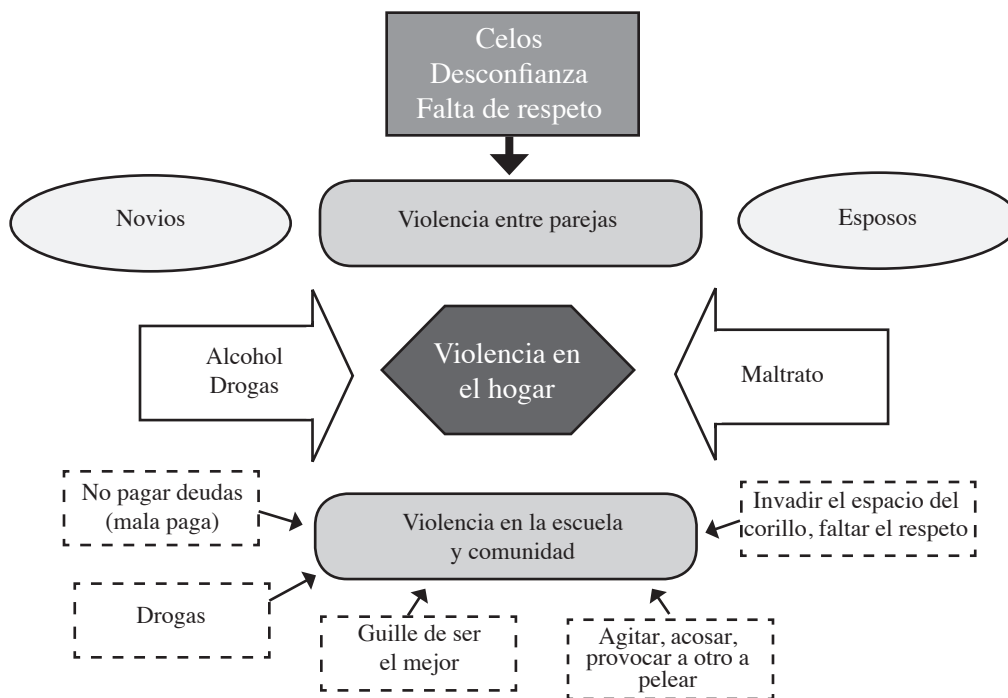 Celos
Desconfianza
Falta de respeto
Novios
Violencia entre parejas
Esposos
Alcohol
Drogas
Violencia en
el hogar
Maltrato
No pagar deudas
(mala paga)
Violencia en la escuela
y comunidad
Invadir el espacio del
corillo, faltar el respeto
Drogas
Guille de ser
el mejor
Agitar, acosar,
provocar a otro a
pelear